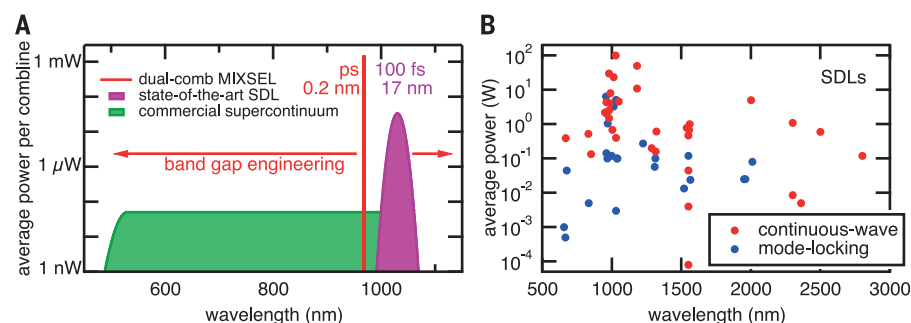 A
average power per combline
1 mW
1 µW
1 nW
dual-comb MIXSEL
state-of-the-art SDL
commercial supercontinuum
ps
0.2 nm
100 fs
17 nm
band gap engineering
600
800
1000
wavelength (nm)
B
average power (W)
10²
10¹
10⁰
10⁻¹
10⁻²
10⁻³
10⁻⁴
SDLs
continuous-wave
mode-locking
500
1000
1500
2000
2500
3000
wavelength (nm)